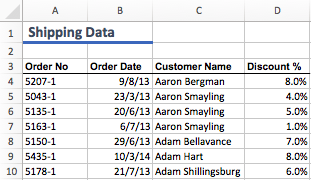 A B C D
1 Shipping Data
2
3 Order No Order Date Customer Name Discount %
4 5207-1 9/8/13 Aaron Bergman 8.0%
5 5043-1 23/3/13 Aaron Smayling 4.0%
6 5135-1 20/6/13 Aaron Smayling 5.0%
7 5163-1 6/7/13 Aaron Smayling 1.0%
8 5150-1 29/6/13 Adam Bellavance 7.0%
9 5435-1 10/3/14 Adam Hart 8.0%
10 5178-1 21/7/13 Adam Shillingsburg 6.0%